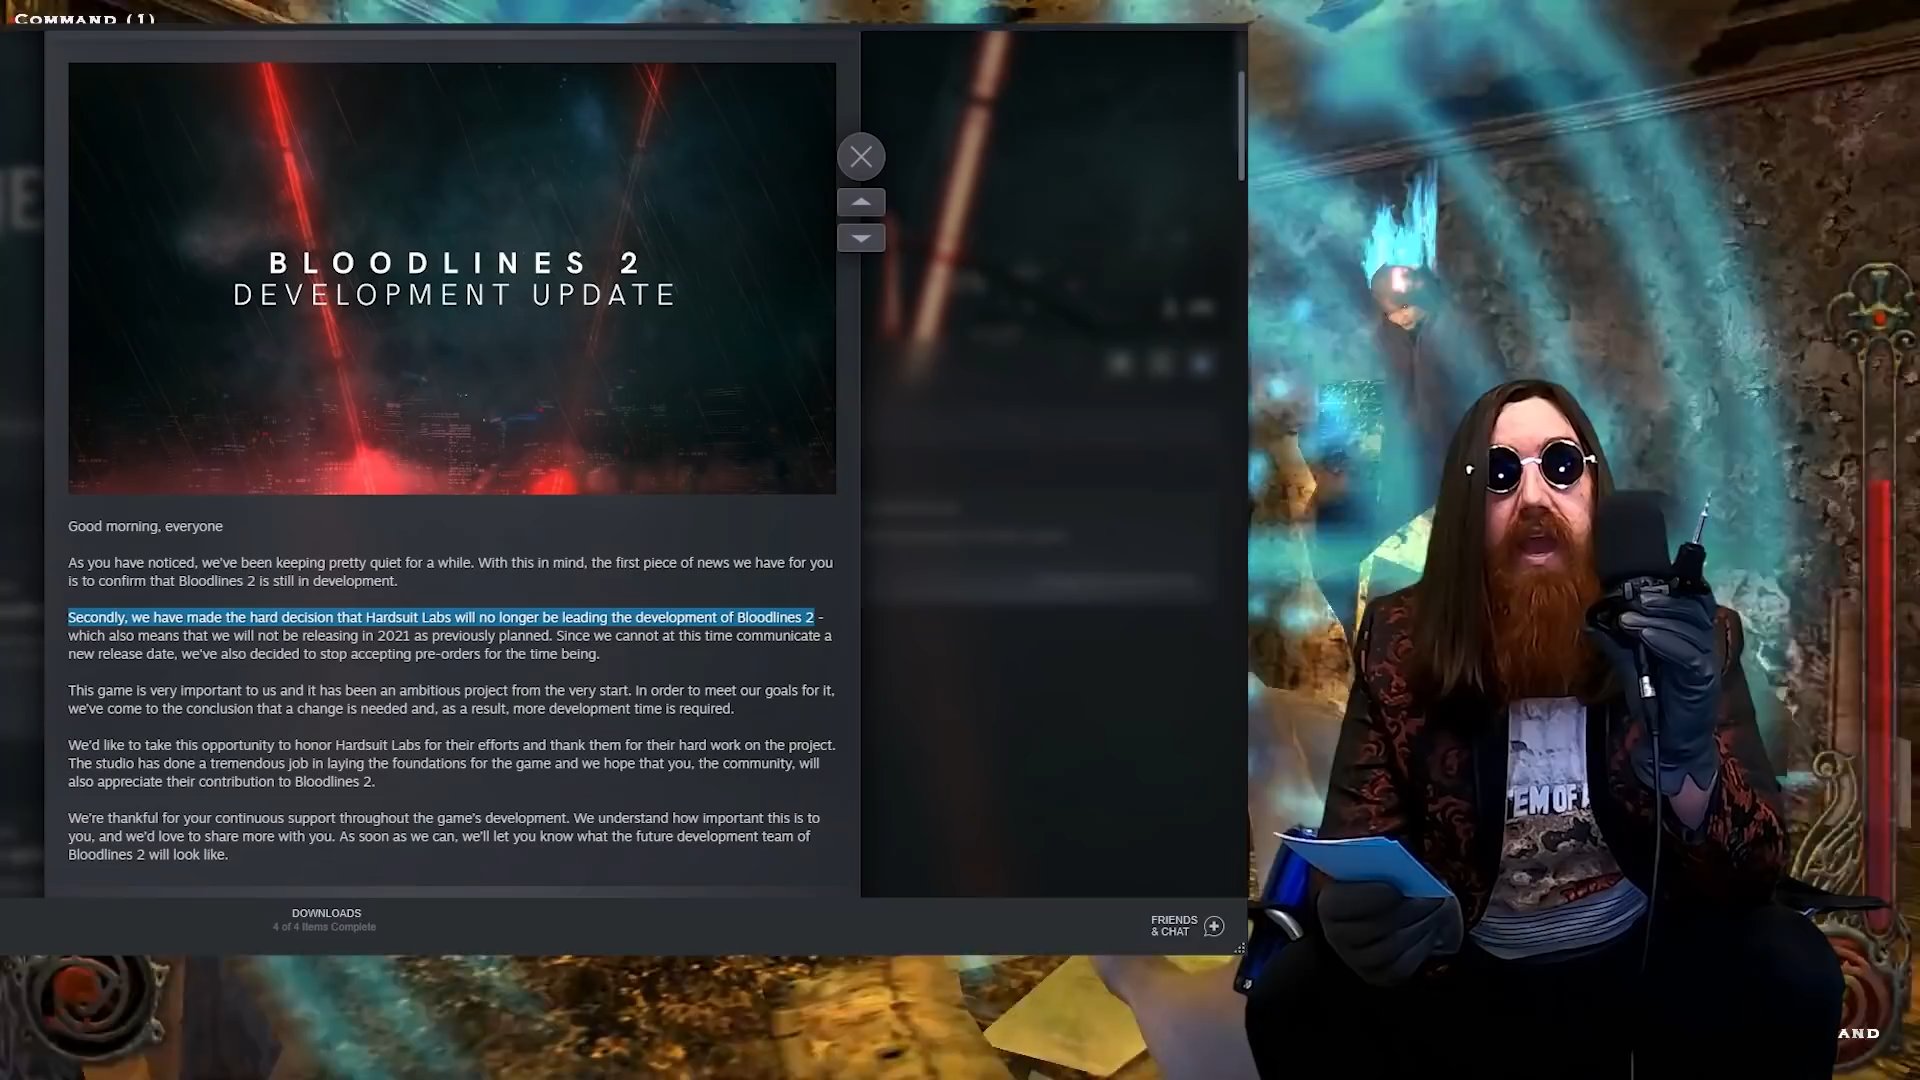 COMMAND (1)
BLOODLINES 2
DEVELOPMENT UPDATE
Good morning, everyone
As you have noticed, we've been keeping pretty quiet for a while. With this in mind, the first piece of news we have for you
is to confirm that Bloodlines 2 is still in development.
Secondly, we have made the hard decision that Hardsuit Labs will no longer be leading the development of Bloodlines 2 -
which also means that we will not be releasing in 2021 as previously planned. Since we cannot at this time communicate a
new release date, we've also decided to stop accepting pre-orders for the time being.
This game is very important to us and it has been an ambitious project from the very start. In order to meet our goals for it,
we've come to the conclusion that a change is needed and, as a result, more development time is required.
We'd like to take this opportunity to honor Hardsuit Labs for their efforts and thank them for their hard work on the project.
The studio has done a tremendous job in laying the foundations for the game and we hope that you, the community, will
also appreciate their contribution to Bloodlines 2.
We're thankful for your continuous support throughout the game's development. We understand how important this is to
you, and we'd love to share more with you. As soon as we can, we'll let you know what the future development team of
Bloodlines 2 will look like.
DOWNLOADS
4 of 4 Items Complete
FRIENDS
& CHAT
EM OF
AND